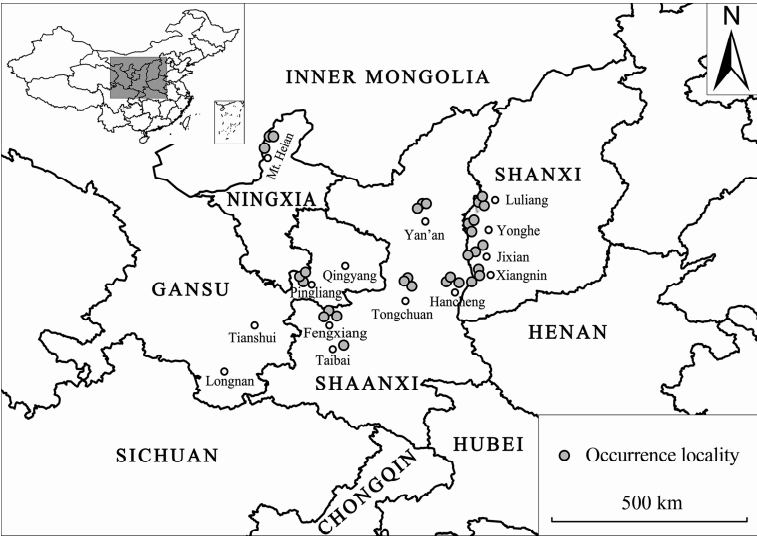 N
INNER MONGOLIA
Mt. Heian
SHANXI
NINGXIA
Luliang
Yan’an
Yonghe
Jixian
Qingyang
Xiangnin
Pingliang
GANSU
Hancheng
Tongchuan
Tianshui
Fengxiang
HENAN
Taibai
Longnan
SHAANXI
SICHUAN
HUBEI
CHONGQIN
Occurrence locality
500 km